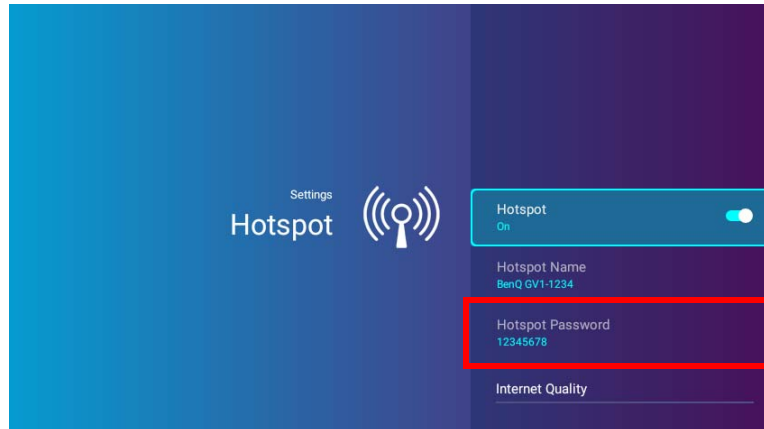 Settings
Hotspot
Hotspot
On
Hotspot Name
BenQ GV1-1234
Hotspot Password
12345678
Internet Quality